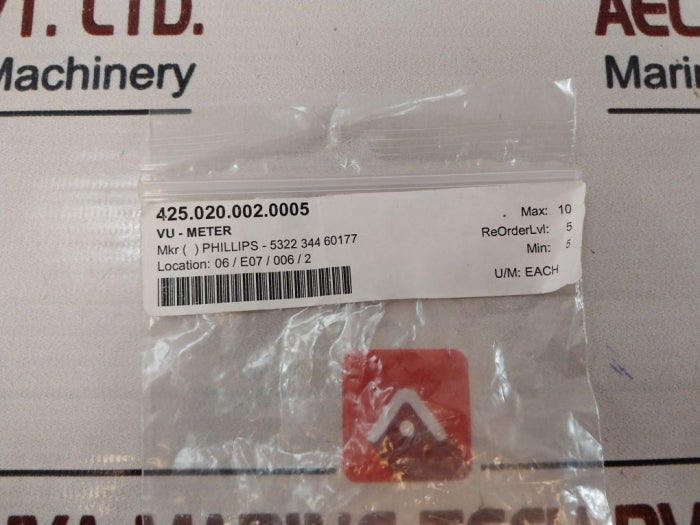 VT. LTD.
Machinery
AEC
Marin
425.020.002.0005
VU - METER
Mkr ( ) PHILLIPS - 5322 344 60177
Location: 06 / E07 / 006 / 2
Max: 10
ReOrderLvl: 5
Min: 5
U/M: EACH